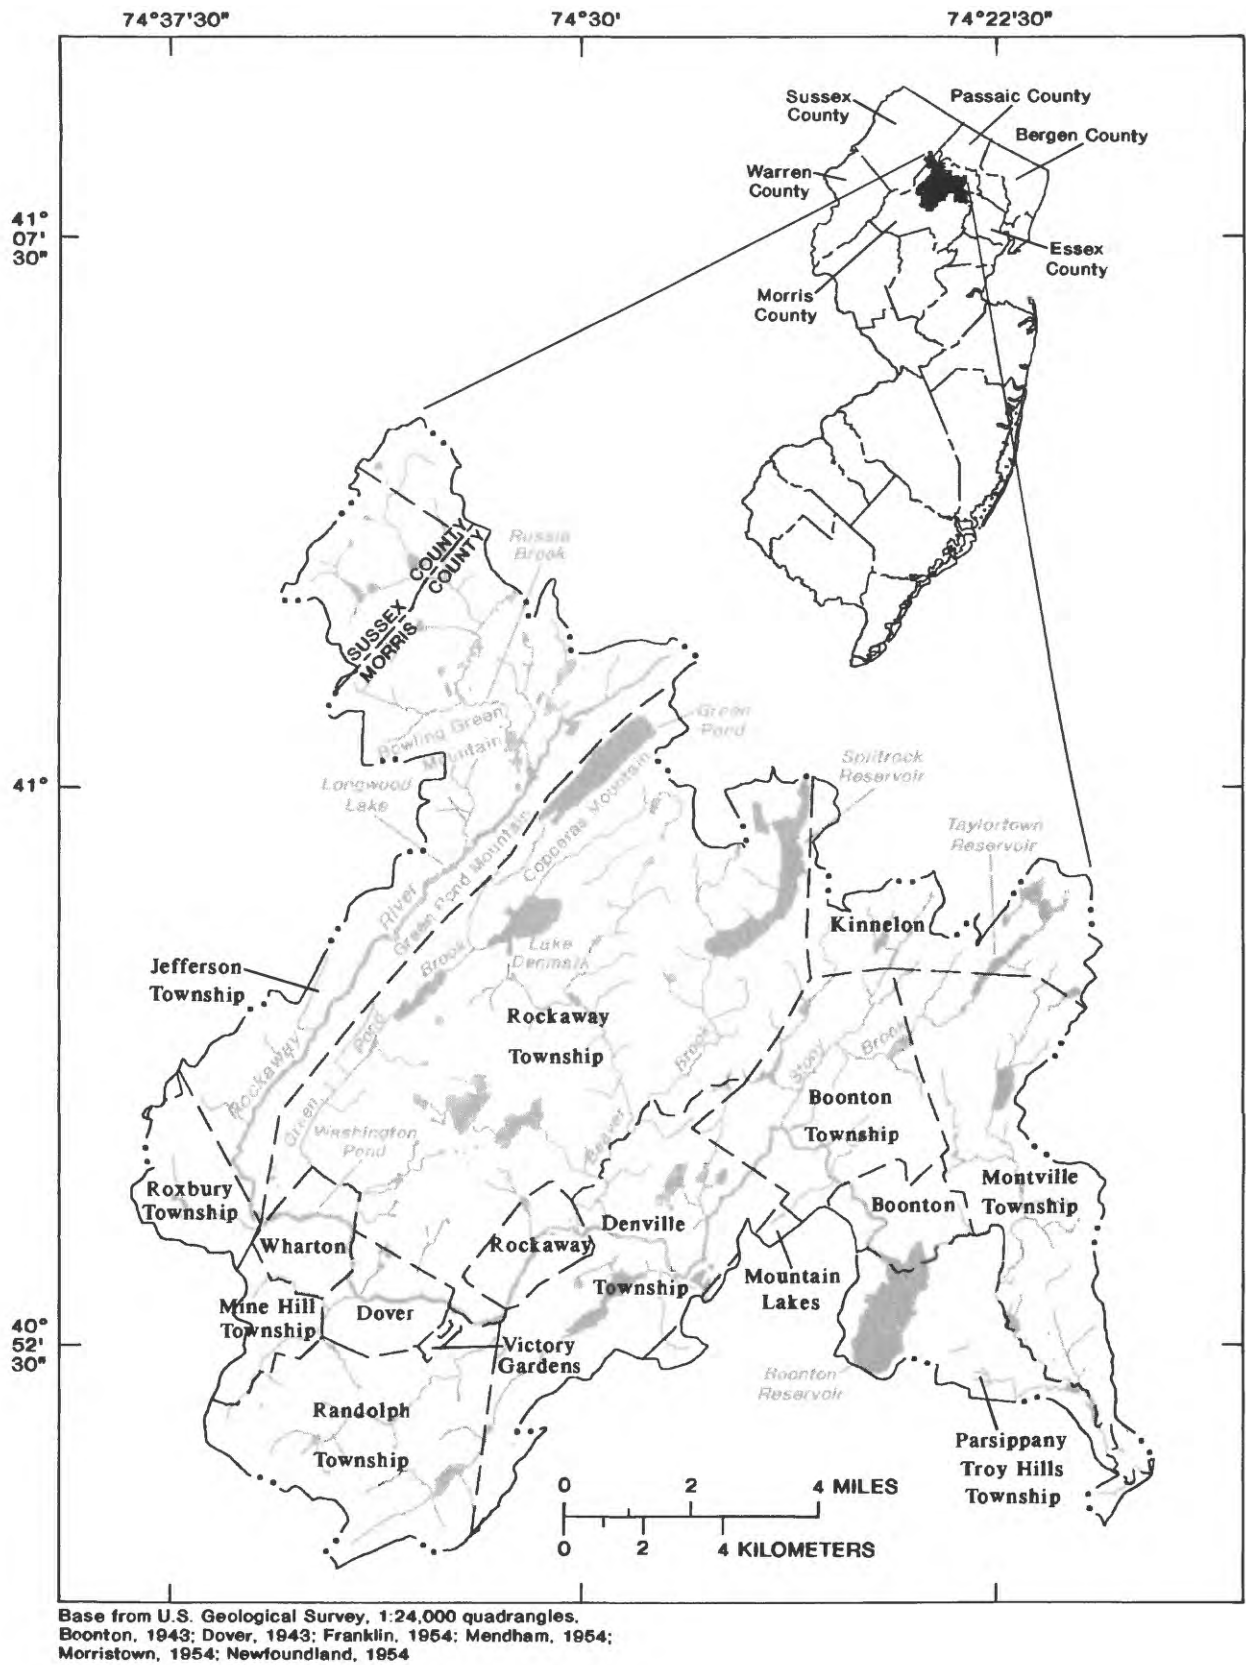 74°37'30"
74°30'
74°22'30"
Sussex
County
Passaic County
Bergen County
Warren
County
41°
07'
30"
Essex
County
Morris
County
SUSSEX COUNTY
MORRIS COUNTY
Russia
Brook
Green
Pond
Bowling Green
Mountain
Splitrock
Reservoir
41°
Longwood
Lake
Copperas Mountain
Taylortown
Reservoir
Green Pond Mountain
River
Kinnelon
Brook
Lake
Denmark
Jefferson
Township
Rockaway
Township
Pond
Brook
Stony
Brook
Rockaway
Boonton
Township
Green
Washington
Pond
Beaver
Roxbury
Township
Montville
Township
Boonton
Denville
Wharton
Rockaway
Mountain
Lakes
Township
Mine Hill
Township
Dover
40°
52'
30"
Victory
Gardens
Boonton
Reservoir
Randolph
Township
Parsippany
Troy Hills
Township
0 2 4 MILES
0 2 4 KILOMETERS
Base from U.S. Geological Survey, 1:24,000 quadrangles,
Boonton, 1943; Dover, 1943; Franklin, 1954; Mendham, 1954;
Morristown, 1954; Newfoundland, 1954